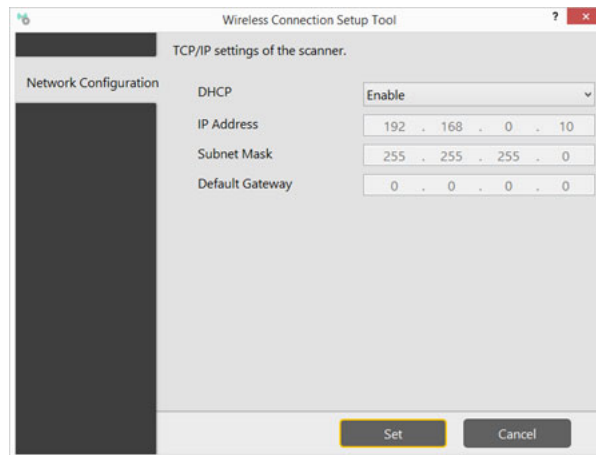 Wireless Connection Setup Tool ? ×
TCP/IP settings of the scanner.
Network Configuration
DHCP Enable
IP Address 192 . 168 . 0 . 10
Subnet Mask 255 . 255 . 255 . 0
Default Gateway 0 . 0 . 0 . 0
Set Cancel